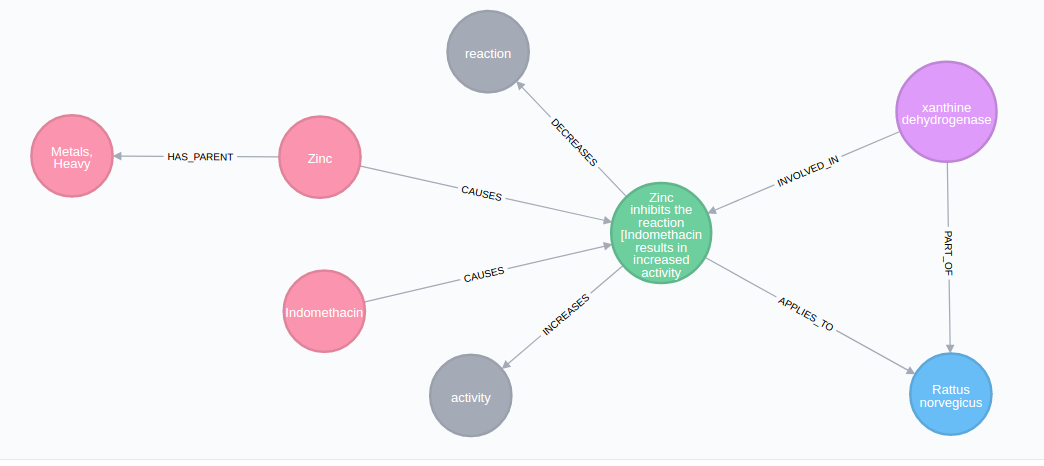 reaction
xanthine
dehydrogenase
DECREASES
Metals,
Heavy
HAS_PARENT
Zinc
INVOLVED_IN
CAUSES
Zinc
inhibits the
reaction
[Indomethacin
results in
increased
activity
PART_OF
CAUSES
Indomethacin
INCREASES
APPLIES_TO
activity
Rattus
norvegicus